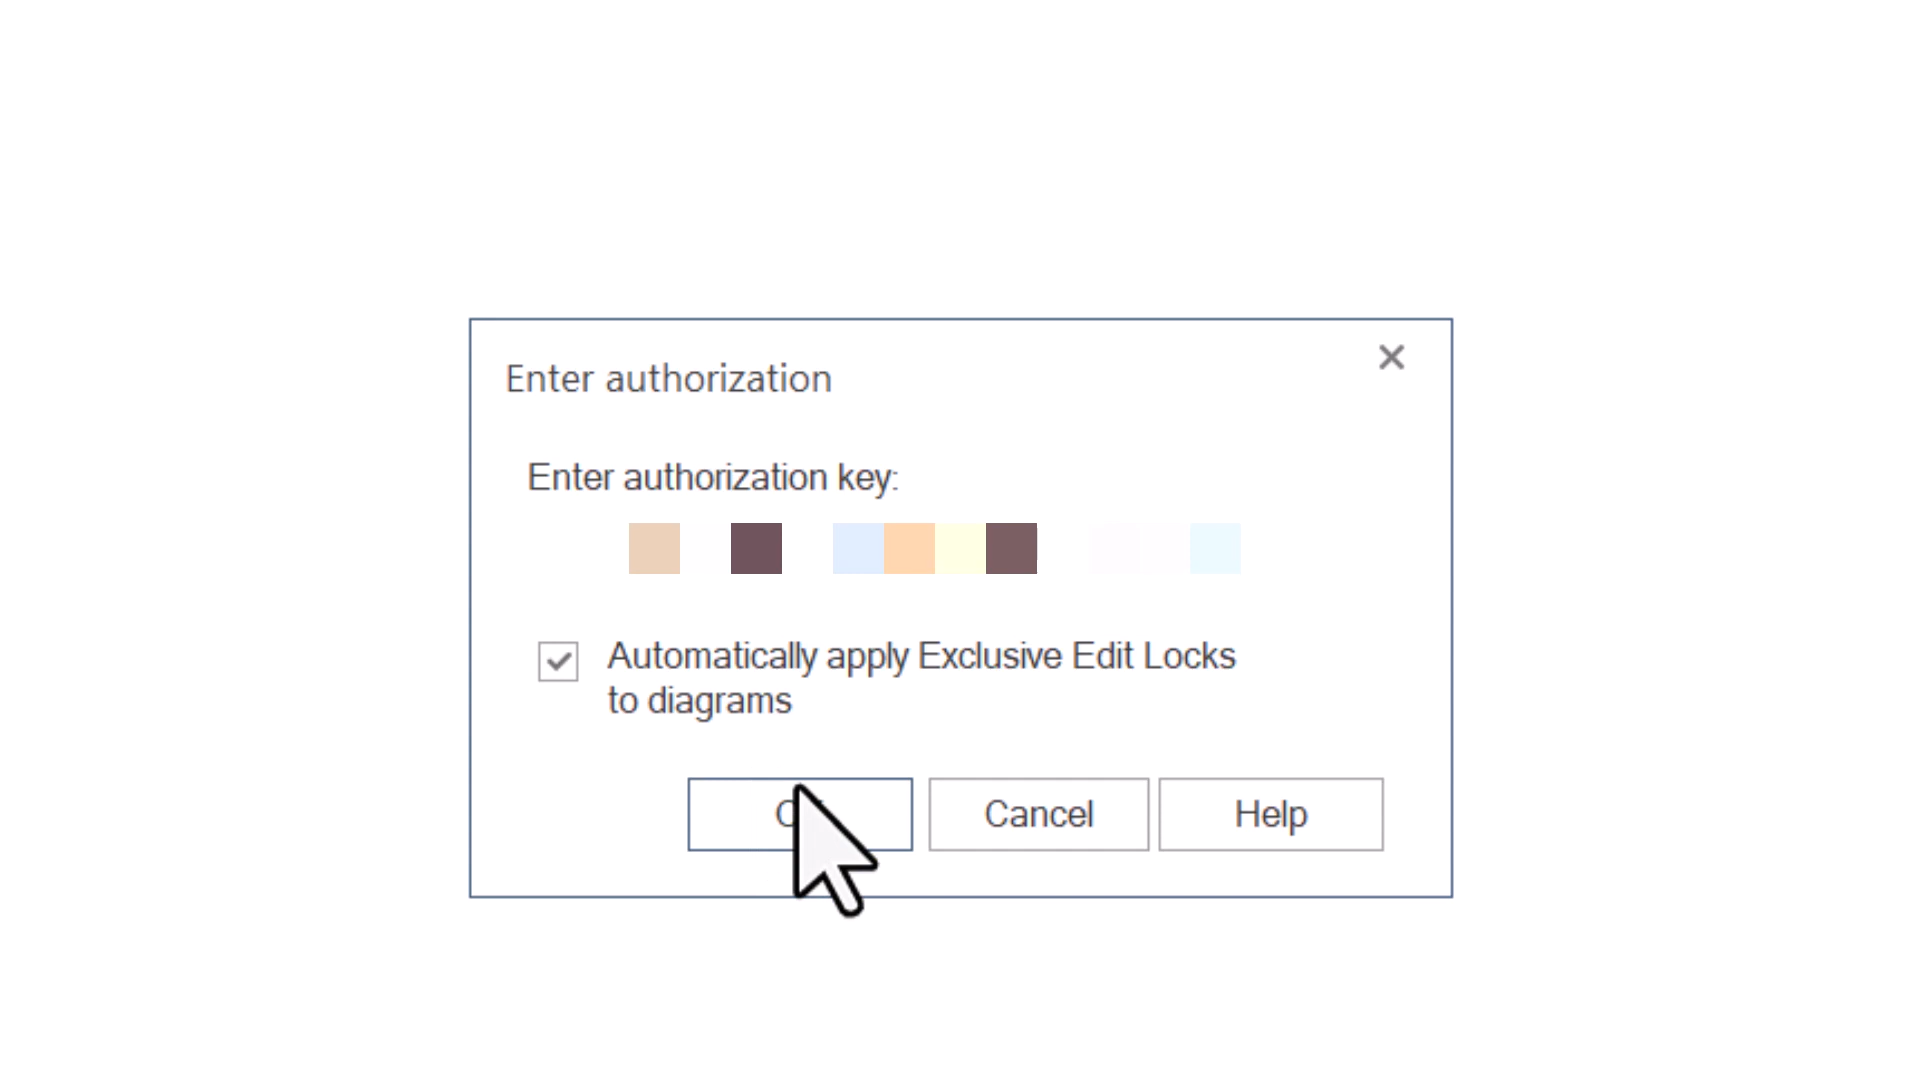 Enter authorization
Enter authorization key:
Automatically apply Exclusive Edit Locks
to diagrams
Cancel
Help